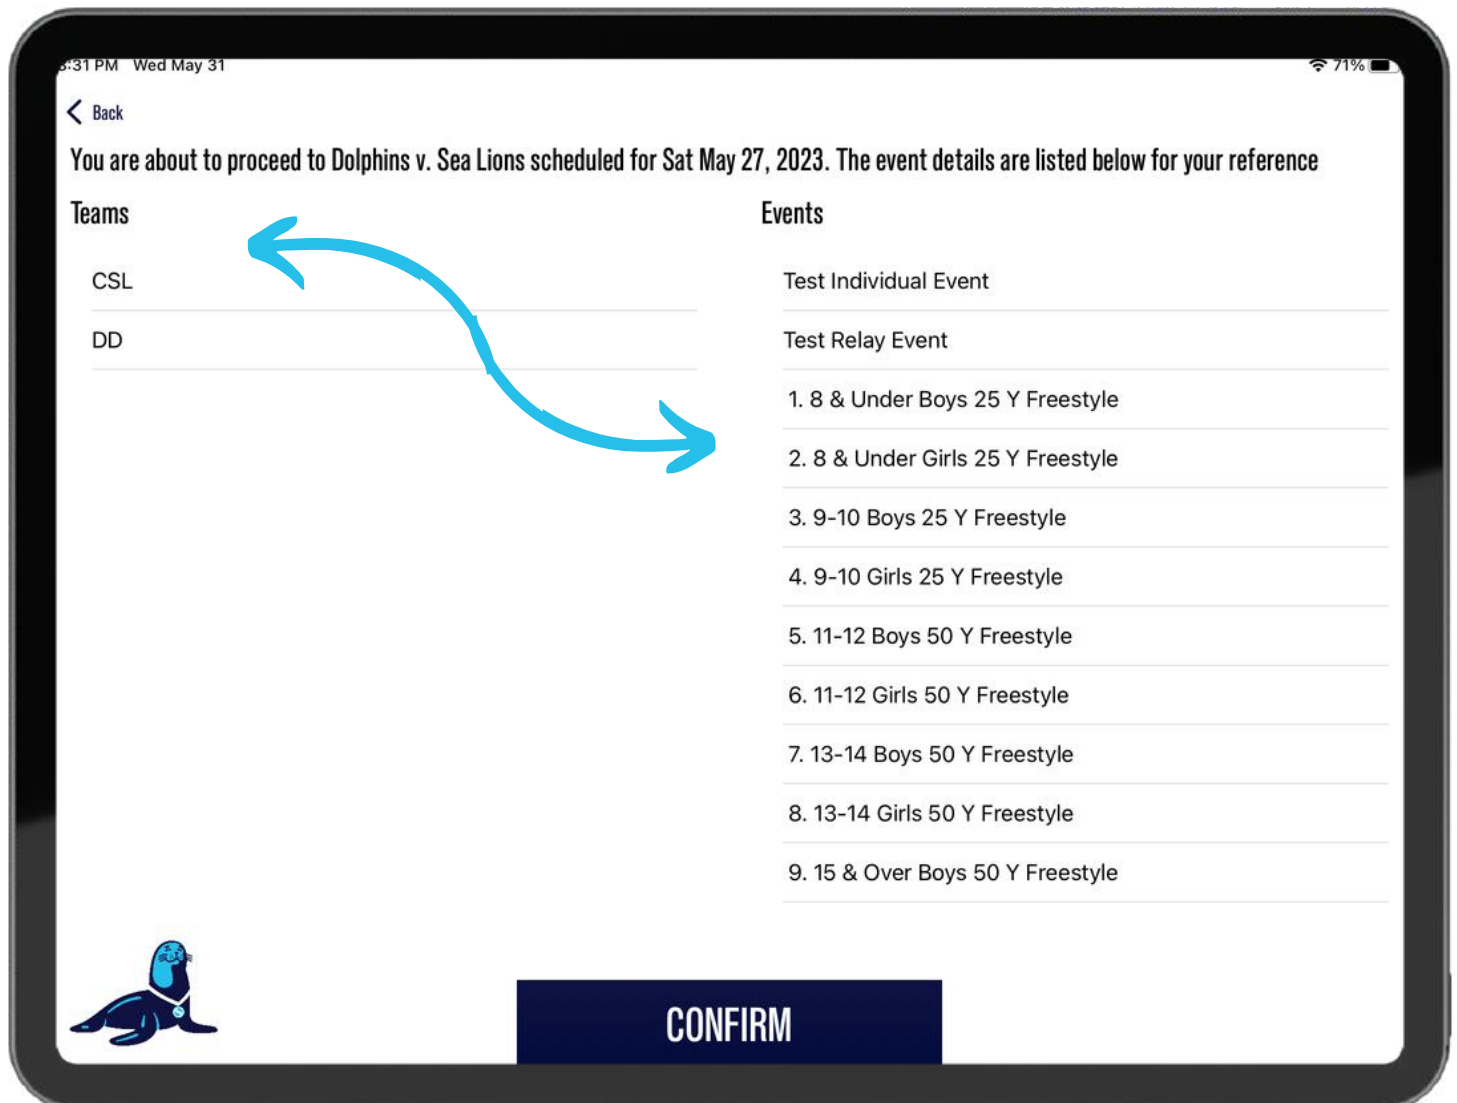 :31 PM Wed May 31
71%
Back
You are about to proceed to Dolphins v. Sea Lions scheduled for Sat May 27, 2023. The event details are listed below for your reference
Teams
Events
CSL
DD
Test Individual Event
Test Relay Event
1. 8 & Under Boys 25 Y Freestyle
2. 8 & Under Girls 25 Y Freestyle
3. 9-10 Boys 25 Y Freestyle
4. 9-10 Girls 25 Y Freestyle
5. 11-12 Boys 50 Y Freestyle
6. 11-12 Girls 50 Y Freestyle
7. 13-14 Boys 50 Y Freestyle
8. 13-14 Girls 50 Y Freestyle
9. 15 & Over Boys 50 Y Freestyle
CONFIRM